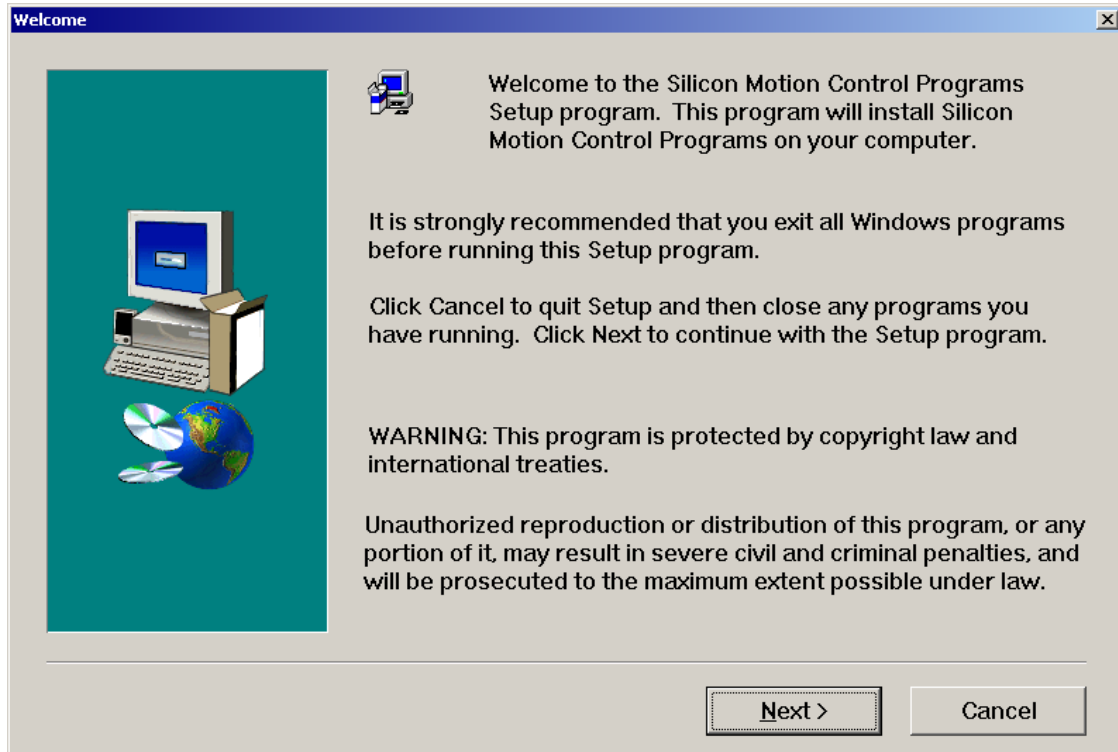 Welcome
Welcome to the Silicon Motion Control Programs
Setup program. This program will install Silicon
Motion Control Programs on your computer.
It is strongly recommended that you exit all Windows programs
before running this Setup program.
Click Cancel to quit Setup and then close any programs you
have running. Click Next to continue with the Setup program.
WARNING: This program is protected by copyright law and
international treaties.
Unauthorized reproduction or distribution of this program, or any
portion of it, may result in severe civil and criminal penalties, and
will be prosecuted to the maximum extent possible under law.
Next >
Cancel